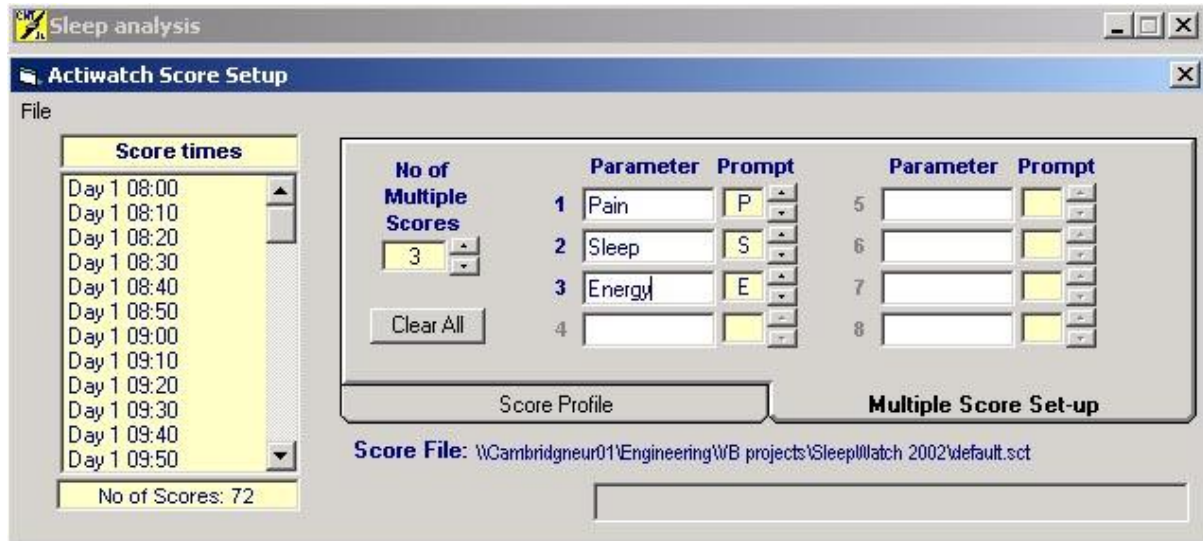 Sleep analysis
Actiwatch Score Setup
File
Score times
Day 1 08:00
Day 1 08:10
Day 1 08:20
Day 1 08:30
Day 1 08:40
Day 1 08:50
Day 1 09:00
Day 1 09:10
Day 1 09:20
Day 1 09:30
Day 1 09:40
Day 1 09:50
No of Scores: 72
No of
Multiple
Scores
3
Clear All
Parameter Prompt
1 Pain P
2 Sleep S
3 Energy E
4
Parameter Prompt
5
6
7
8
Score Profile
Multiple Score Set-up
Score File: \\Cambridgneur01\Engineering\VB projects\SleepWatch 2002\default.sct